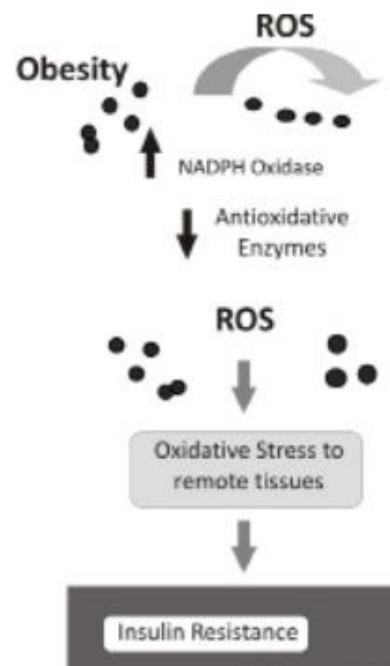 ROS
Obesity
NADPH Oxidase
Antioxidative
Enzymes
ROS
Oxidative Stress to
remote tissues
Insulin Resistance